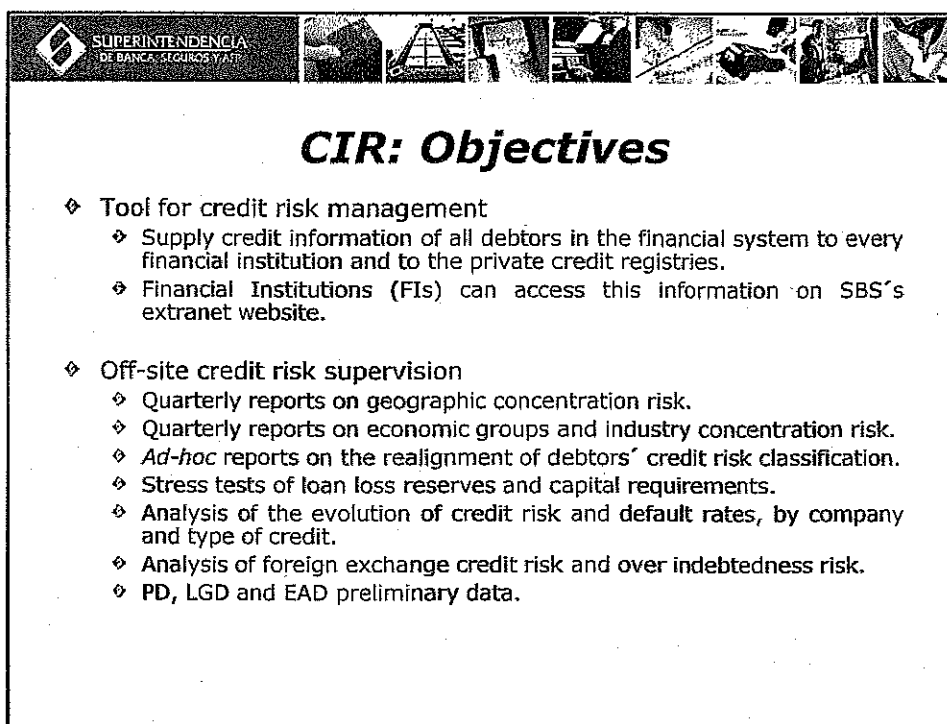 SUPERINTENDENCIA
DE BANCA, SEGUROS Y AFP
CIR: Objectives
Tool for credit risk management
Supply credit information of all debtors in the financial system to every
financial institution and to the private credit registries.
Financial Institutions (FIs) can access this information on SBS´s
extranet website.
Off-site credit risk supervision
Quarterly reports on geographic concentration risk.
Quarterly reports on economic groups and industry concentration risk.
Ad-hoc reports on the realignment of debtors´ credit risk classification.
Stress tests of loan loss reserves and capital requirements.
Analysis of the evolution of credit risk and default rates, by company
and type of credit.
Analysis of foreign exchange credit risk and over indebtedness risk.
PD, LGD and EAD preliminary data.